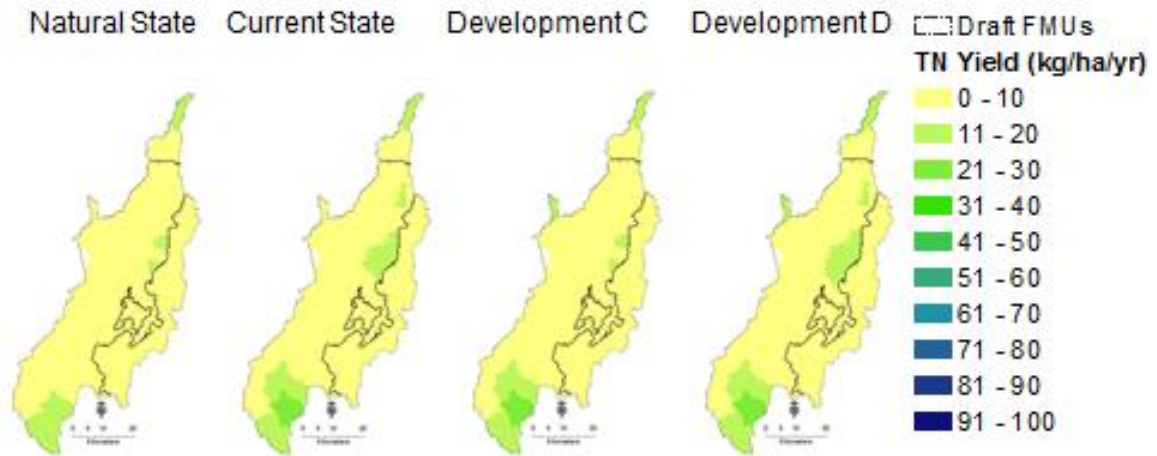 Natural State
Current State
Development C
Development D
Draft FMUs
TN Yield (kg/ha/yr)
0 - 10
11 - 20
21 - 30
31 - 40
41 - 50
51 - 60
61 - 70
71 - 80
81 - 90
91 - 100